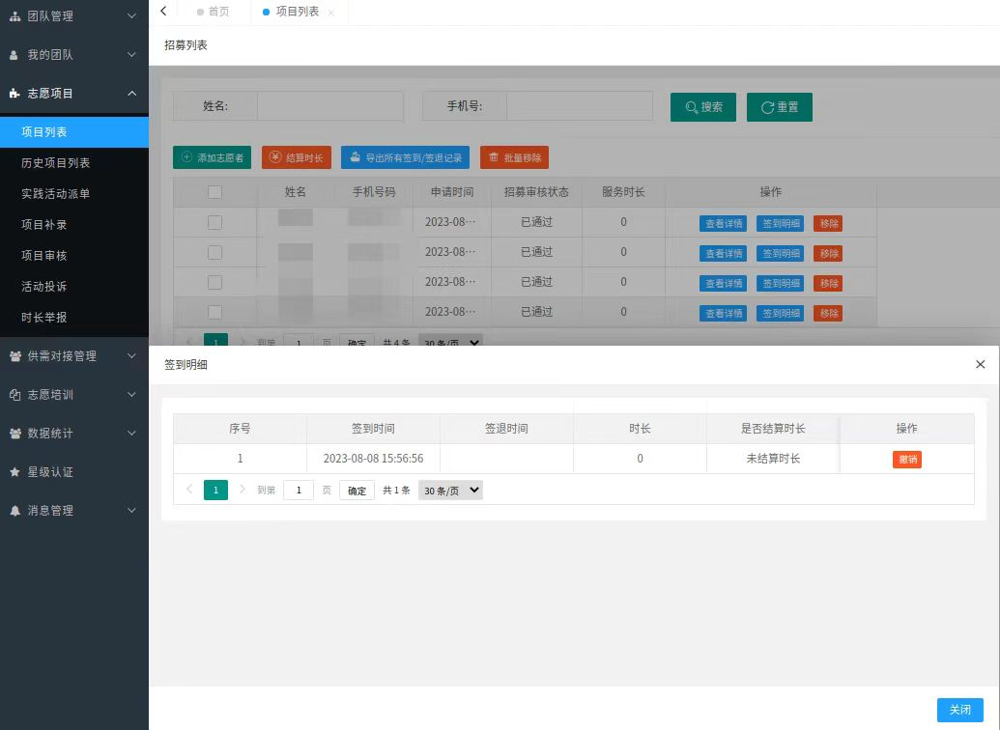 团队管理
我的团队
志愿项目
项目列表
历史项目列表
实践活动派单
项目补录
项目审核
活动投诉
时长举报
供需对接管理
志愿培训
数据统计
星级认证
消息管理
首页 项目列表
招募列表
姓名: 手机号: 搜索 重置
添加志愿者 结算时长 导出所有签到/签退记录 批量移除
姓名 手机号码 申请时间 招募审核状态 服务时长 操作
2023-08··· 已通过 0 查看详情 签到明细 移除
2023-08··· 已通过 0 查看详情 签到明细 移除
2023-08··· 已通过 0 查看详情 签到明细 移除
2023-08··· 已通过 0 查看详情 签到明细 移除
1 到第 1 页 确定 共 4 条 30 条/页
签到明细
序号 签到时间 签退时间 时长 是否结算时长 操作
1 2023-08-08 15:56:56 0 未结算时长 撤销
1 到第 1 页 确定 共 1 条 30 条/页
关闭